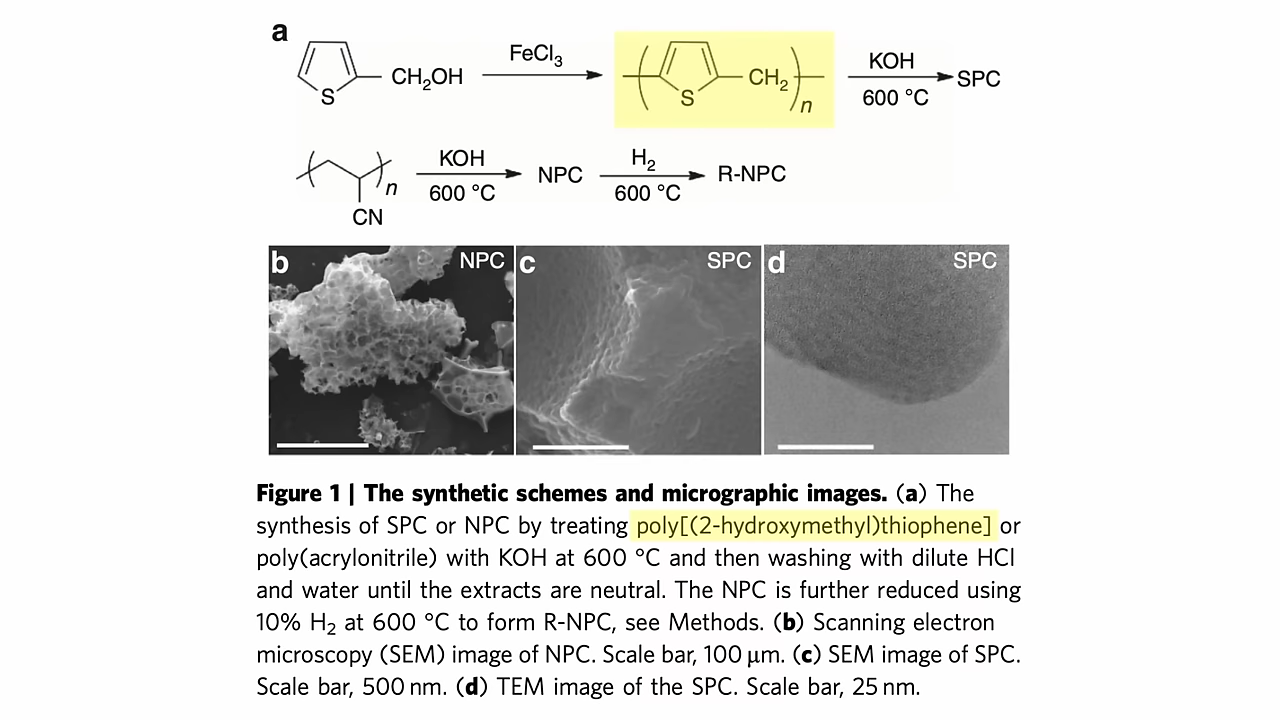 a
S
CH2OH
FeCl3
S
CH2
n
KOH
600 °C
SPC
n
CN
KOH
600 °C
NPC
H2
600 °C
R-NPC
b
NPC
c
SPC
d
SPC
Figure 1 | The synthetic schemes and micrographic images. (a) The
synthesis of SPC or NPC by treating poly[(2-hydroxymethyl)thiophene] or
poly(acrylonitrile) with KOH at 600 °C and then washing with dilute HCl
and water until the extracts are neutral. The NPC is further reduced using
10% H2 at 600 °C to form R-NPC, see Methods. (b) Scanning electron
microscopy (SEM) image of NPC. Scale bar, 100 μm. (c) SEM image of SPC.
Scale bar, 500 nm. (d) TEM image of the SPC. Scale bar, 25 nm.